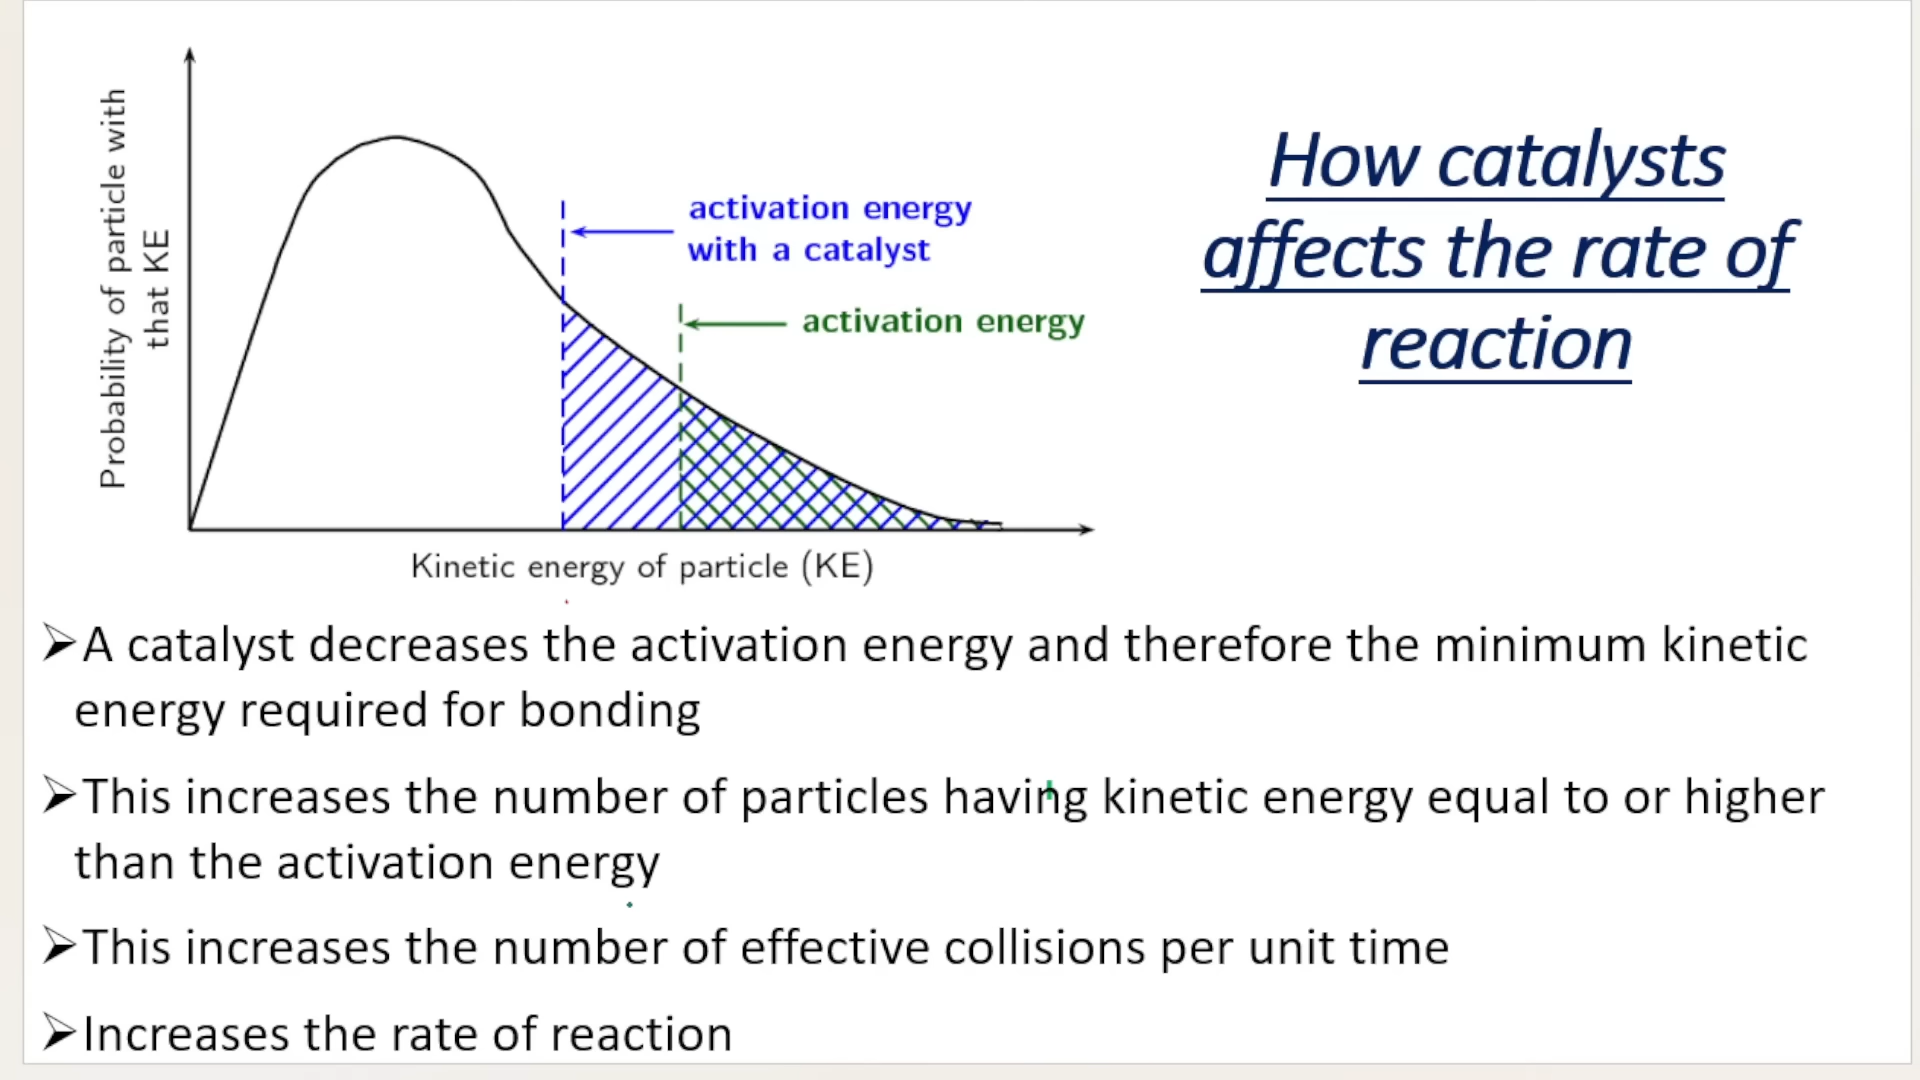 Probability of particle with
that KE
activation energy
with a catalyst
activation energy
Kinetic energy of particle (KE)
How catalysts
affects the rate of
reaction
➢A catalyst decreases the activation energy and therefore the minimum kinetic
energy required for bonding
➢This increases the number of particles having kinetic energy equal to or higher
than the activation energy
➢This increases the number of effective collisions per unit time
➢Increases the rate of reaction